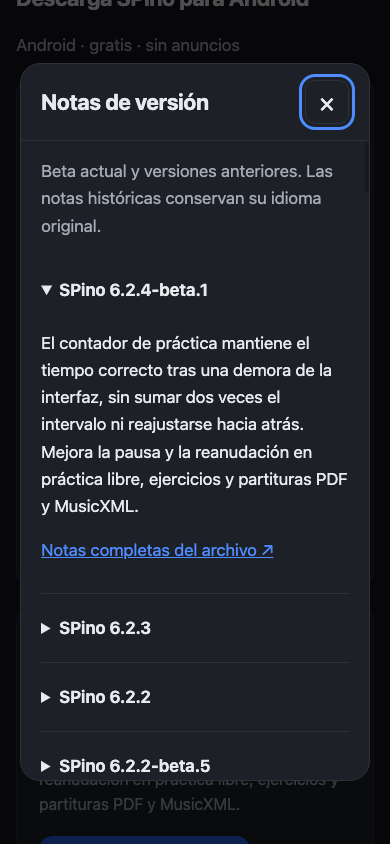 Descarga SPino para Android
Android · gratis · sin anuncios
Notas de versión
×
Beta actual y versiones anteriores. Las
notas históricas conservan su idioma
original.
▼ SPino 6.2.4-beta.1
El contador de práctica mantiene el
tiempo correcto tras una demora de la
interfaz, sin sumar dos veces el
intervalo ni reajustarse hacia atrás.
Mejora la pausa y la reanudación en
práctica libre, ejercicios y partituras PDF
y MusicXML.
Notas completas del archivo ↗
▶ SPino 6.2.3
▶ SPino 6.2.2
▶ SPino 6.2.2-beta.5
reanudación en práctica libre, ejercicios y
partituras PDF y MusicXML.